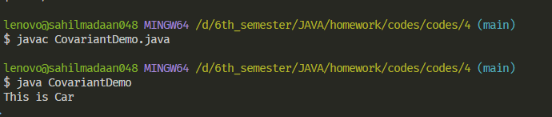 lenovo@sahilmadaan048 MINGW64 /d/6th_semester/JAVA/homework/codes/codes/4 (main)
$ javac CovariantDemo.java
lenovo@sahilmadaan048 MINGW64 /d/6th_semester/JAVA/homework/codes/codes/4 (main)
$ java CovariantDemo
This is Car